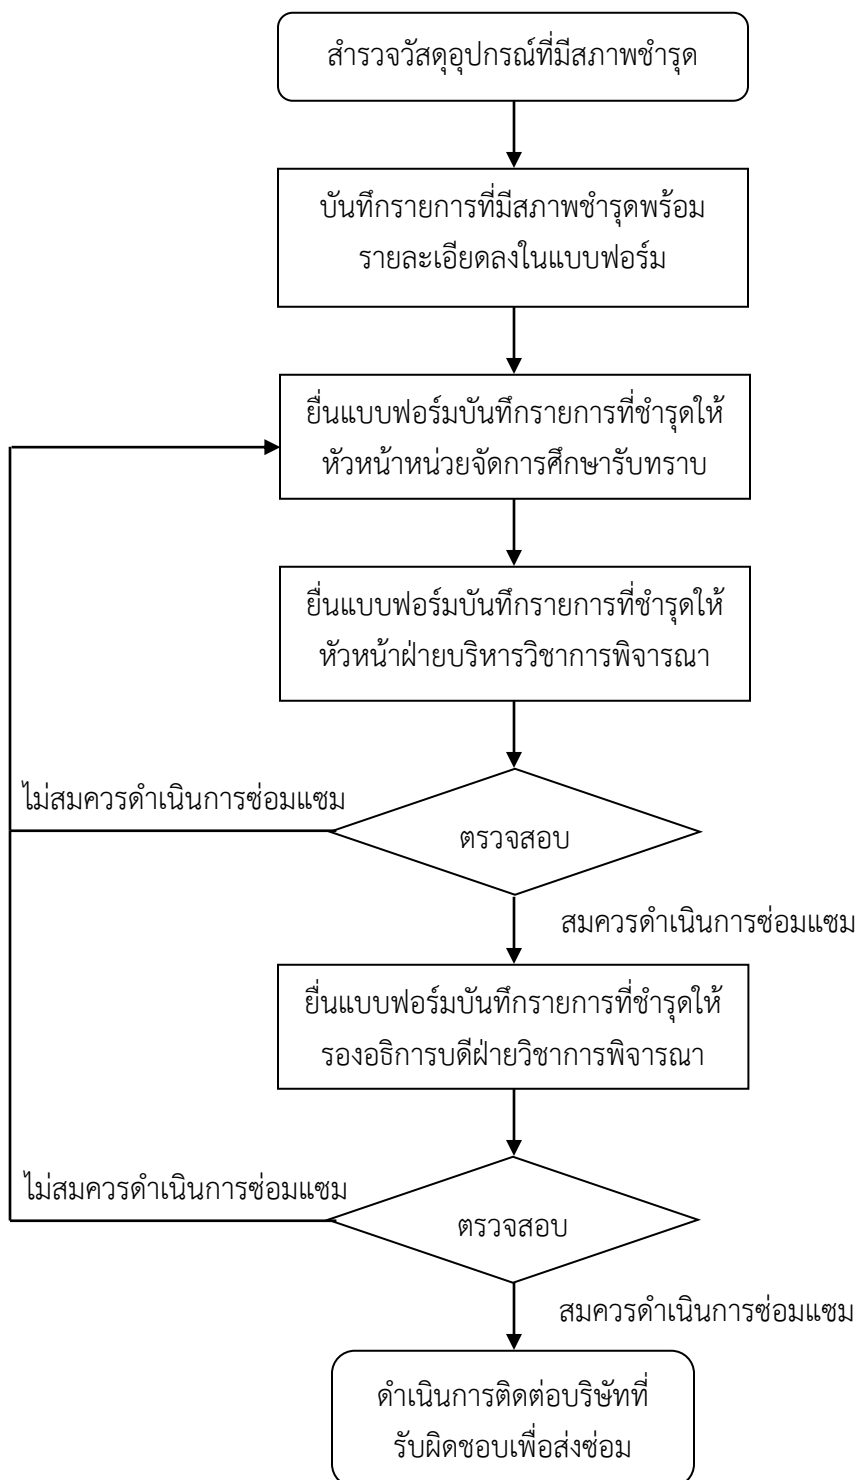 สำรวจวัสดุอุปกรณ์ที่มีสภาพชำรุด
บันทึกรายการที่มีสภาพชำรุดพร้อม
รายละเอียดลงในแบบฟอร์ม
ยื่นแบบฟอร์มบันทึกรายการที่ชำรุดให้
หัวหน้าหน่วยจัดการศึกษารับทราบ
ยื่นแบบฟอร์มบันทึกรายการที่ชำรุดให้
หัวหน้าฝ่ายบริหารวิชาการพิจารณา
ไม่สมควรดำเนินการซ่อมแซม
ตรวจสอบ
สมควรดำเนินการซ่อมแซม
ยื่นแบบฟอร์มบันทึกรายการที่ชำรุดให้
รองอธิการบดีฝ่ายวิชาการพิจารณา
ไม่สมควรดำเนินการซ่อมแซม
ตรวจสอบ
สมควรดำเนินการซ่อมแซม
ดำเนินการติดต่อบริษัทที่
รับผิดชอบเพื่อส่งซ่อม